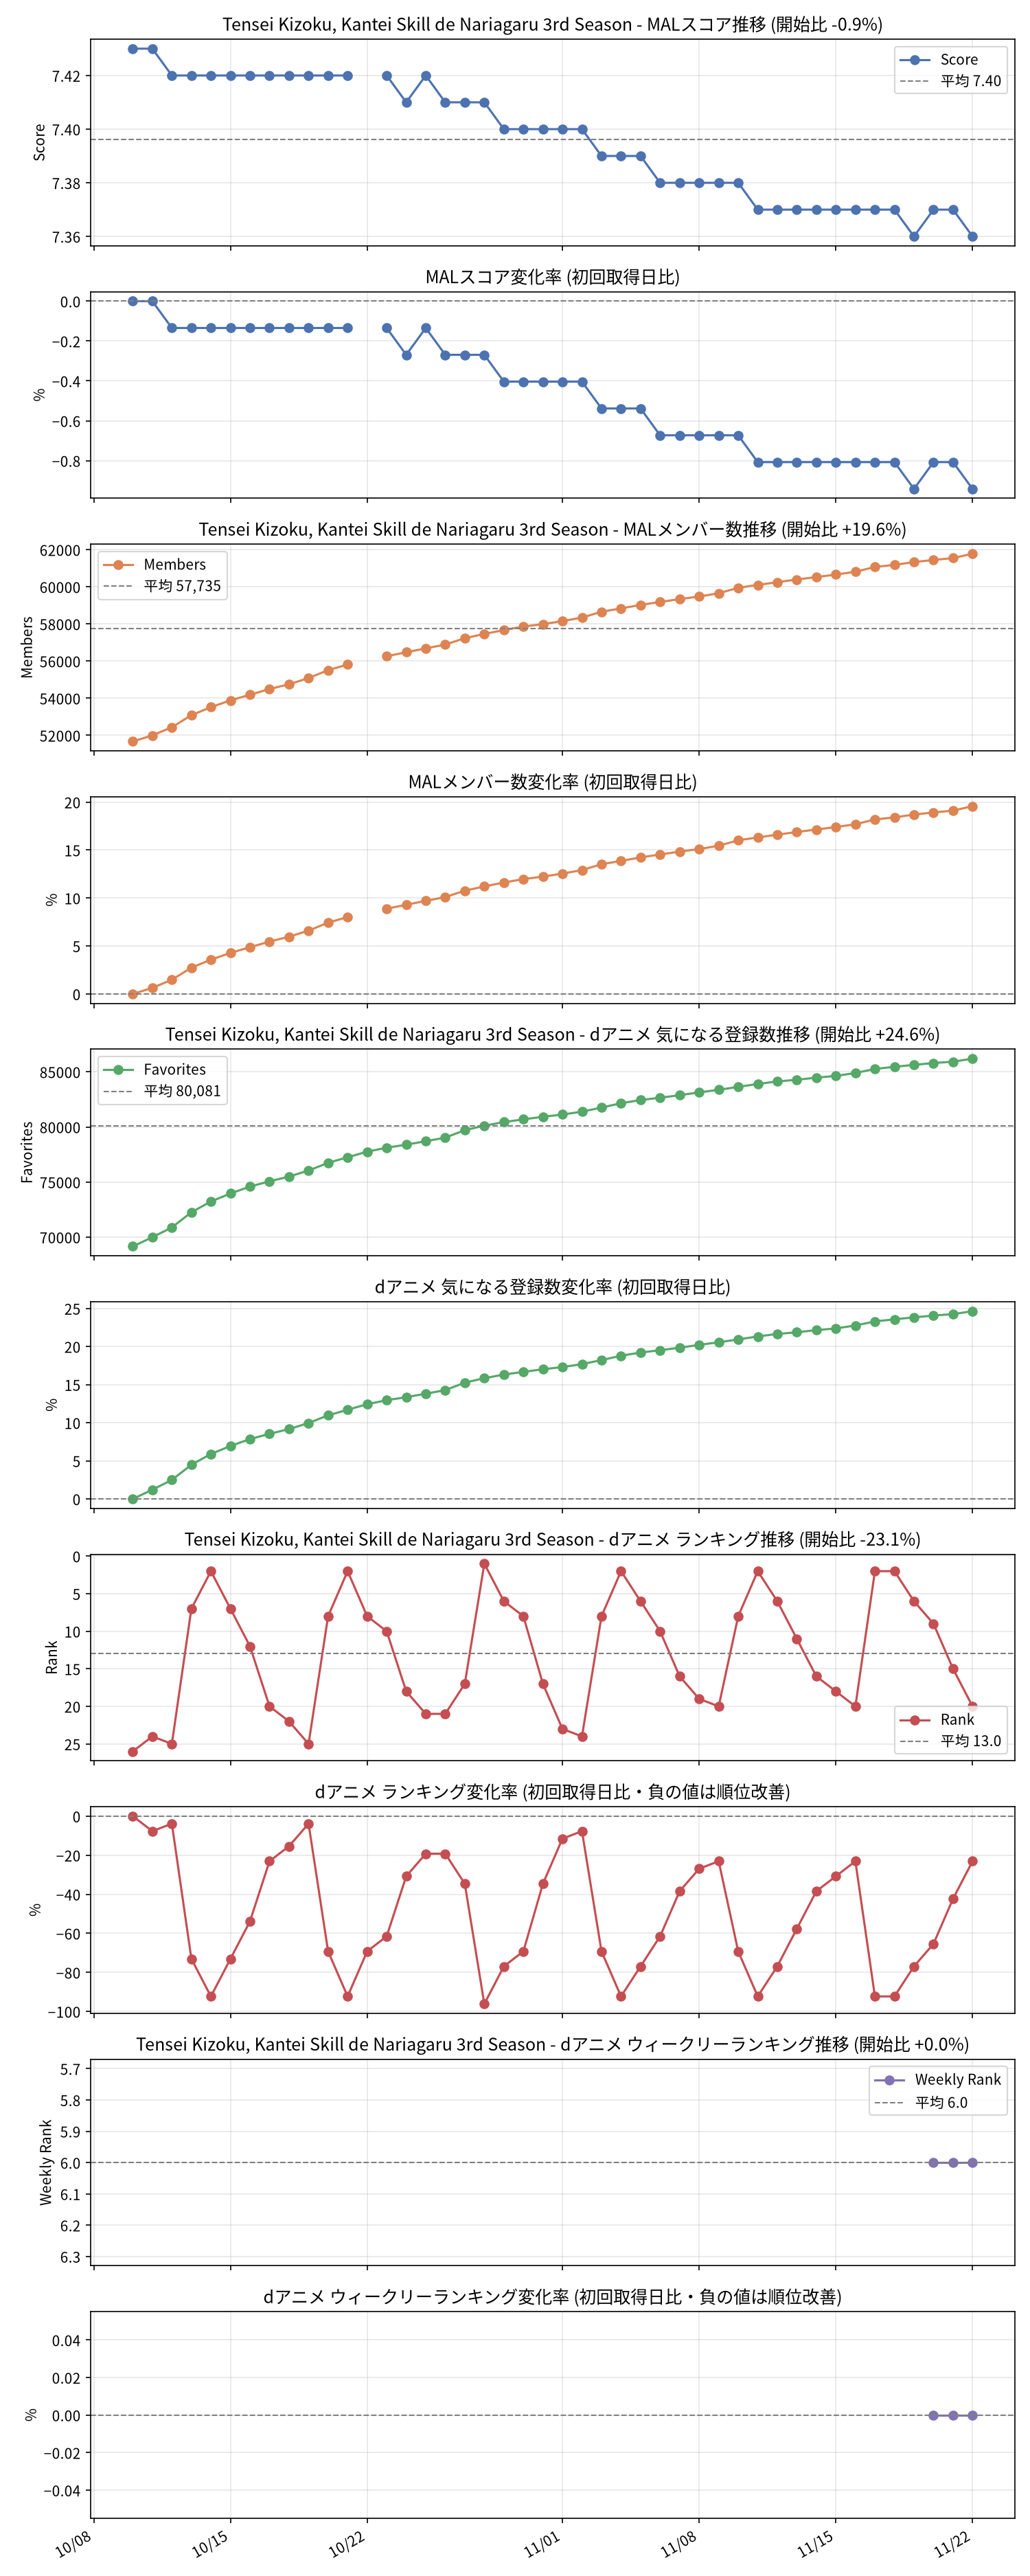 Tensei Kizoku, Kantei Skill de Nariagaru 3rd Season - MALスコア推移 (開始比 -0.9%)
Score
7.42
7.40
7.38
7.36
Score
平均 7.40
MALスコア変化率 (初回取得日比)
%
0.0
−0.2
−0.4
−0.6
−0.8
Tensei Kizoku, Kantei Skill de Nariagaru 3rd Season - MALメンバー数推移 (開始比 +19.6%)
Members
62000
60000
58000
56000
54000
52000
Members
平均 57,735
MALメンバー数変化率 (初回取得日比)
%
20
15
10
5
0
Tensei Kizoku, Kantei Skill de Nariagaru 3rd Season - dアニメ 気になる登録数推移 (開始比 +24.6%)
Favorites
85000
80000
75000
70000
Favorites
平均 80,081
dアニメ 気になる登録数変化率 (初回取得日比)
%
25
20
15
10
5
0
Tensei Kizoku, Kantei Skill de Nariagaru 3rd Season - dアニメ ランキング推移 (開始比 -23.1%)
Rank
0
5
10
15
20
25
Rank
平均 13.0
dアニメ ランキング変化率 (初回取得日比・負の値は順位改善)
%
0
−20
−40
−60
−80
−100
Tensei Kizoku, Kantei Skill de Nariagaru 3rd Season - dアニメ ウィークリーランキング推移 (開始比 +0.0%)
Weekly Rank
5.7
5.8
5.9
6.0
6.1
6.2
6.3
Weekly Rank
平均 6.0
dアニメ ウィークリーランキング変化率 (初回取得日比・負の値は順位改善)
%
0.04
0.02
0.00
−0.02
−0.04
10/08
10/15
10/22
11/01
11/08
11/15
11/22